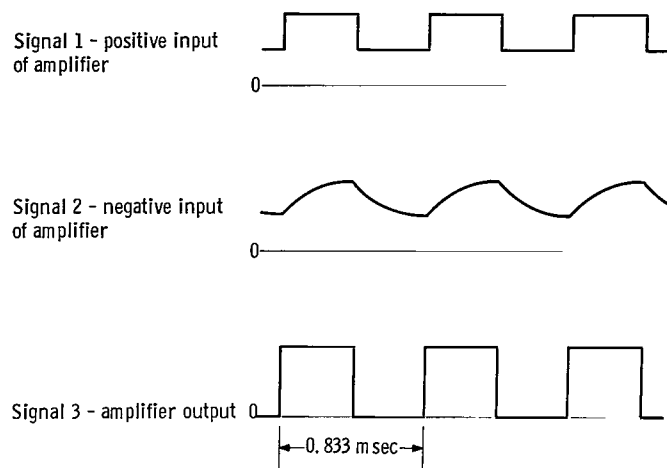 Signal 1 - positive input
of amplifier
0
Signal 2 - negative input
of amplifier
0
Signal 3 - amplifier output 0
0.833 msec